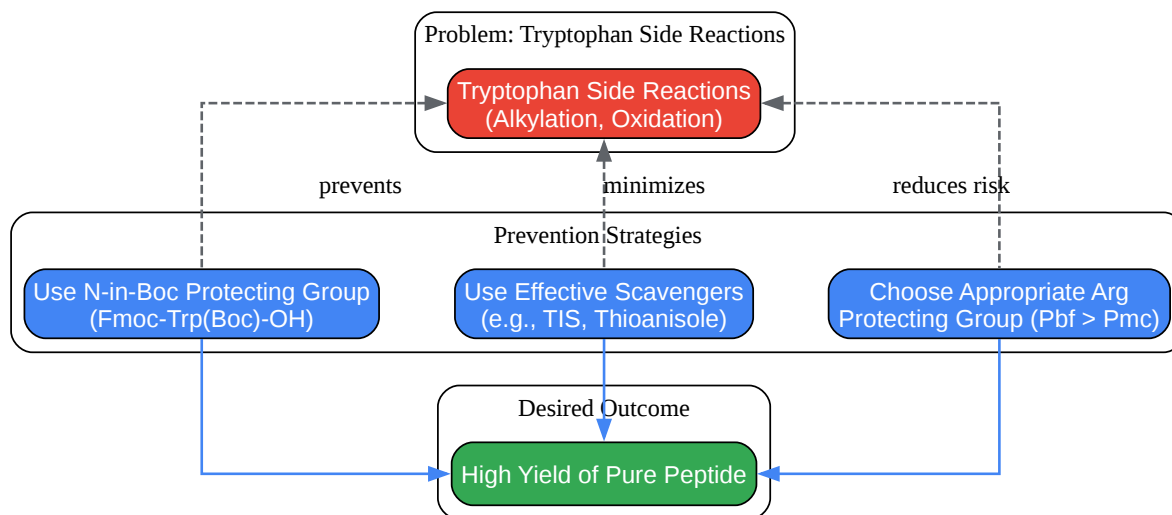 Problem: Tryptophan Side Reactions
Tryptophan Side Reactions
(Alkylation, Oxidation)
prevents
minimizes
reduces risk
Prevention Strategies
Use N-in-Boc Protecting Group
(Fmoc-Trp(Boc)-OH)
Use Effective Scavengers
(e.g., TIS, Thioanisole)
Choose Appropriate Arg
Protecting Group (Pbf > Pmc)
Desired Outcome
High Yield of Pure Peptide